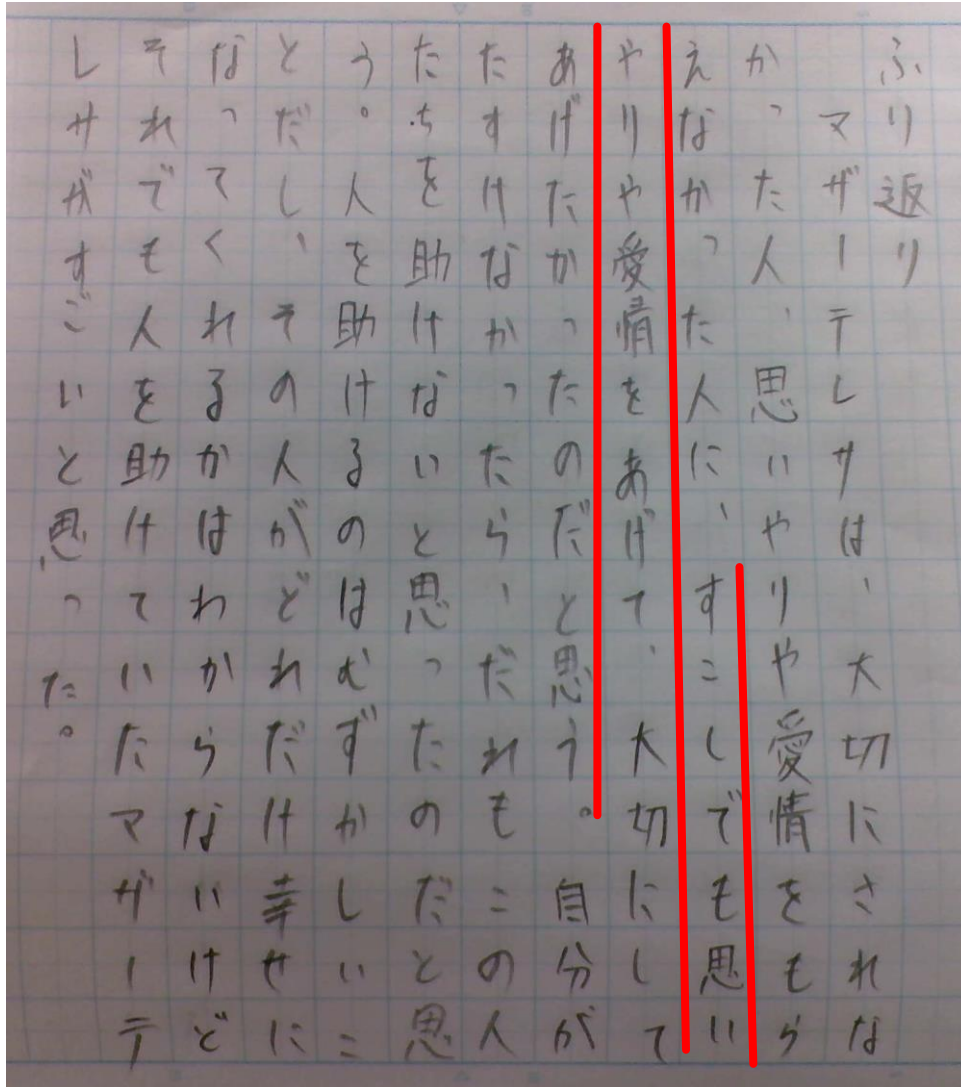 ふり返り
マザーテレサは、大切にされな
かった人、思いやりや愛情をもら
えなかった人に、すこしでも思い
やりや愛情をあげて、大切にして
あげたかったのだと思う。自分が
たすけなかったら、だれもこの人
たちを助けないと思ったのだと思
う。人を助けるのはむずかしいこ
とだし、その人がどれだけ幸せに
なってくれるかはわからないけど
それでも人を助けていたマザーテ
レサがすごいと思った。